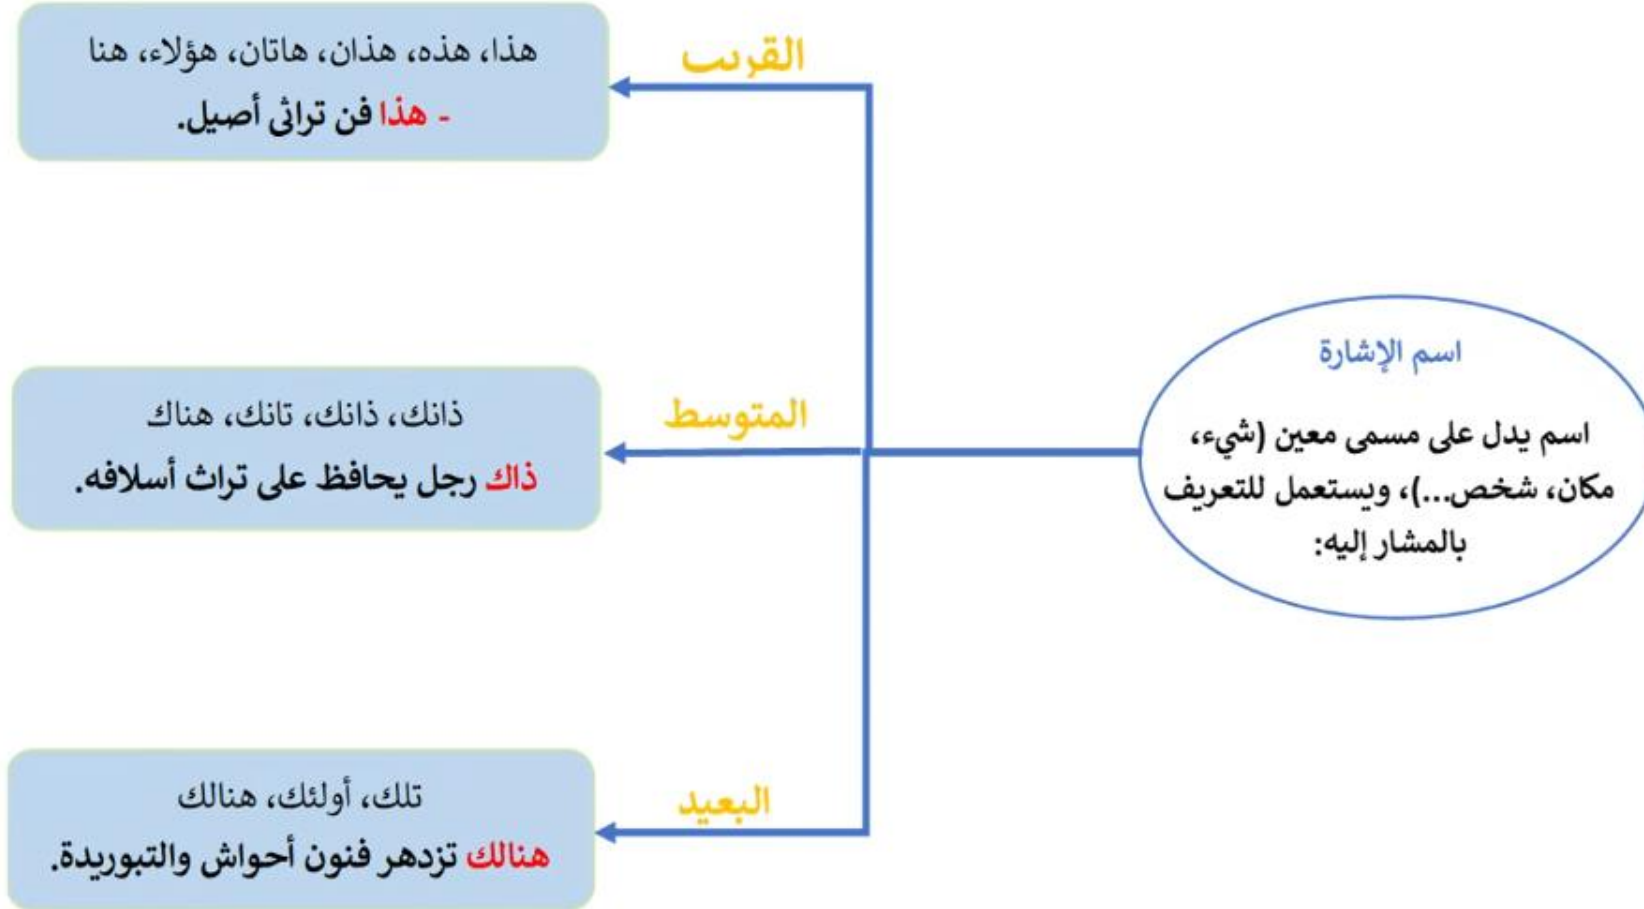 اسم الإشارة
اسم يدل على مسمى معين (شيء،
مكان، شخص...)، ويستعمل للتعريف
بالمشار إليه:
القريب
هذا، هذه، هذان، هاتان، هؤلاء، هنا
- هذا فن تراثي أصيل.
المتوسط
ذانك، ذانك، تانك، هناك
ذاك رجل يحافظ على تراث أسلافه.
البعيد
تلك، أولئك، هنالك
هنالك تزدهر فنون أحواش والتبوريدة.